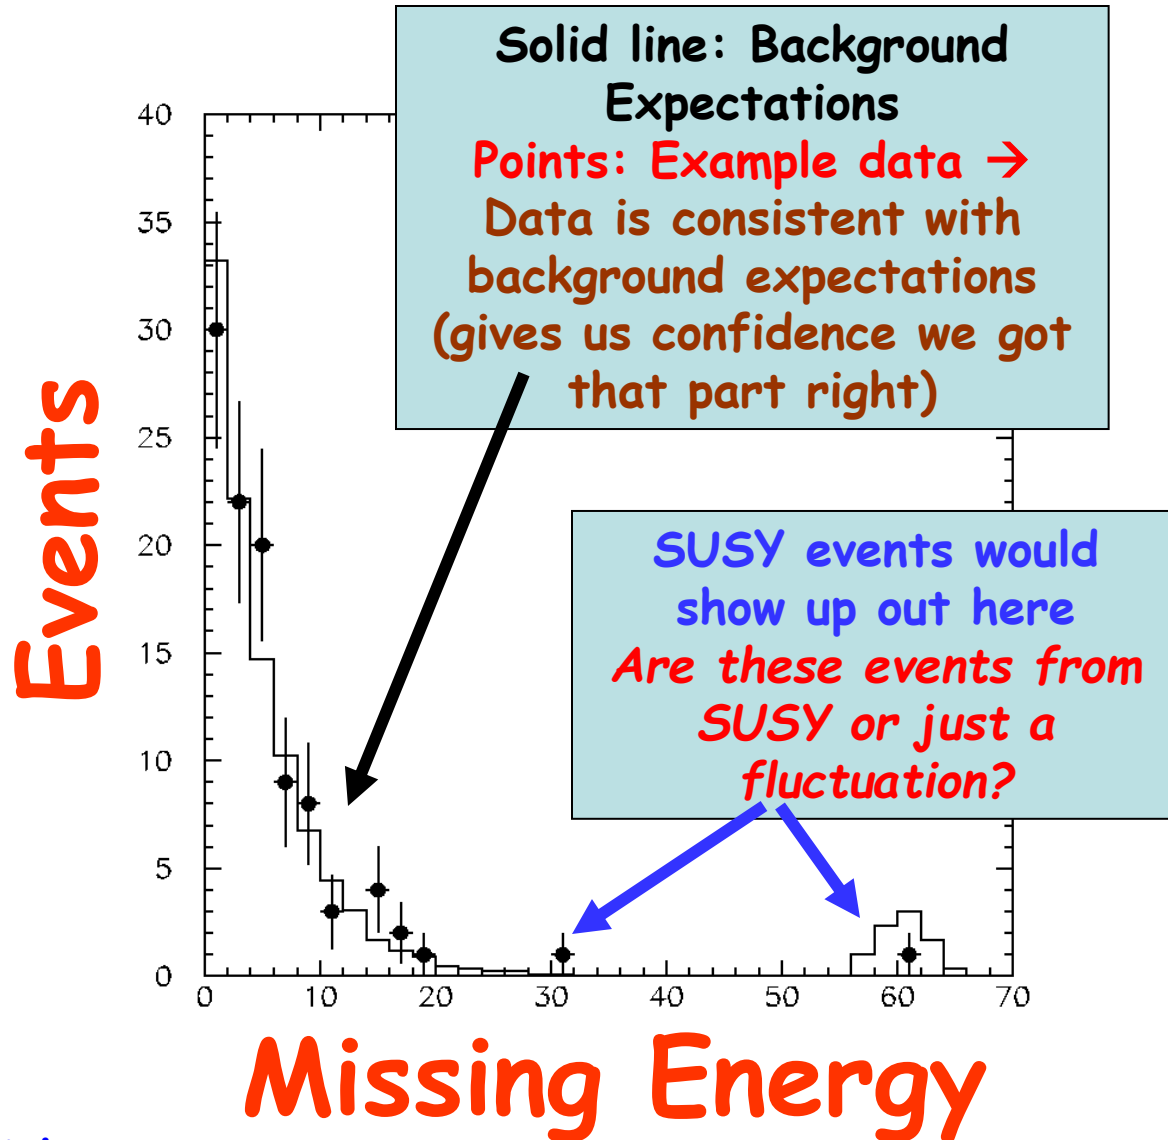 Solid line: Background
Expectations
Points: Example data →
Data is consistent with
background expectations
(gives us confidence we got
that part right)
SUSY events would
show up out here
Are these events from
SUSY or just a
fluctuation?
Events
40
35
30
25
20
15
10
5
0
0 10 20 30 40 50 60 70
Missing Energy